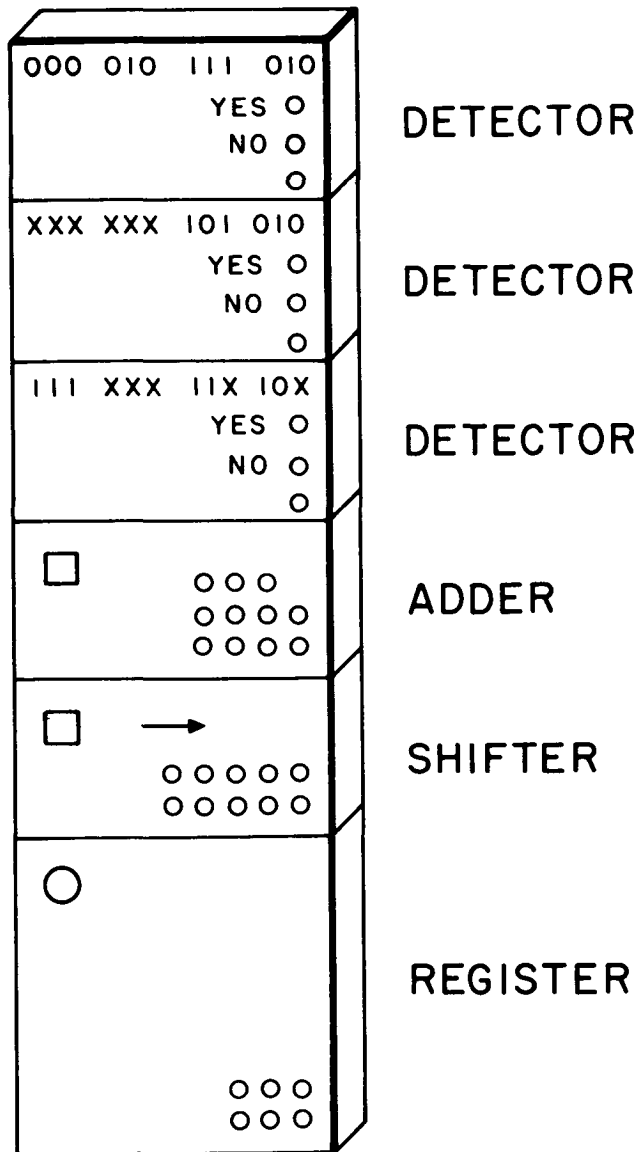 000 010 111 010
YES
NO
DETECTOR
XXX XXX 101 010
YES
NO
DETECTOR
111 XXX 11X 10X
YES
NO
DETECTOR
ADDER
SHIFTER
REGISTER